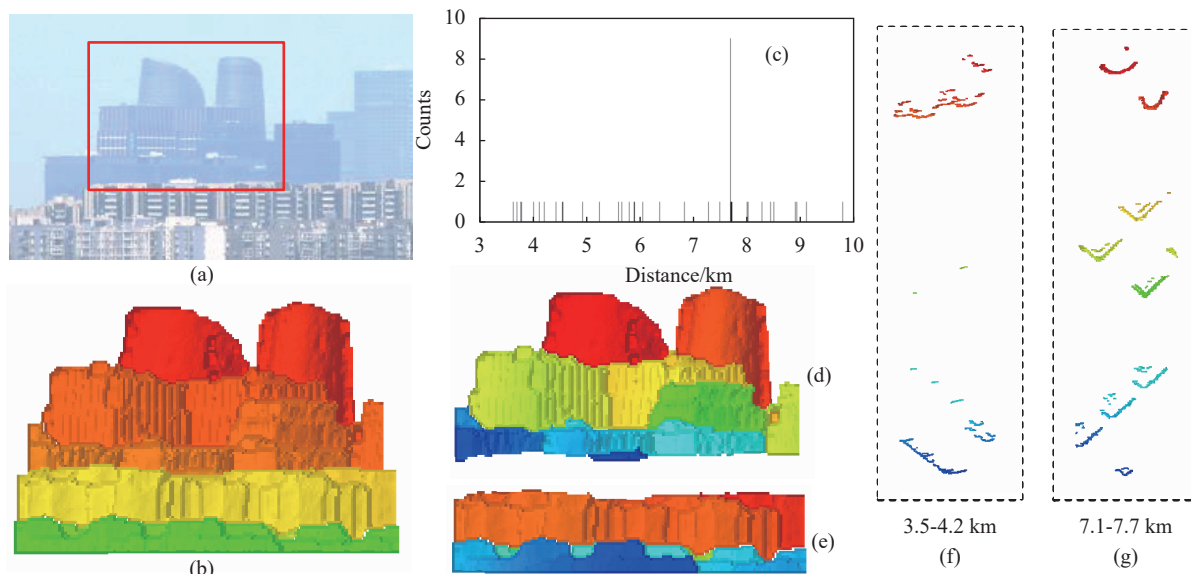 (a)
10
8
6
4
2
0
Counts
(c)
3 4 5 6 7 8 9 10
Distance/km
(b)
(d)
(e)
3.5-4.2 km
(f)
7.1-7.7 km
(g)